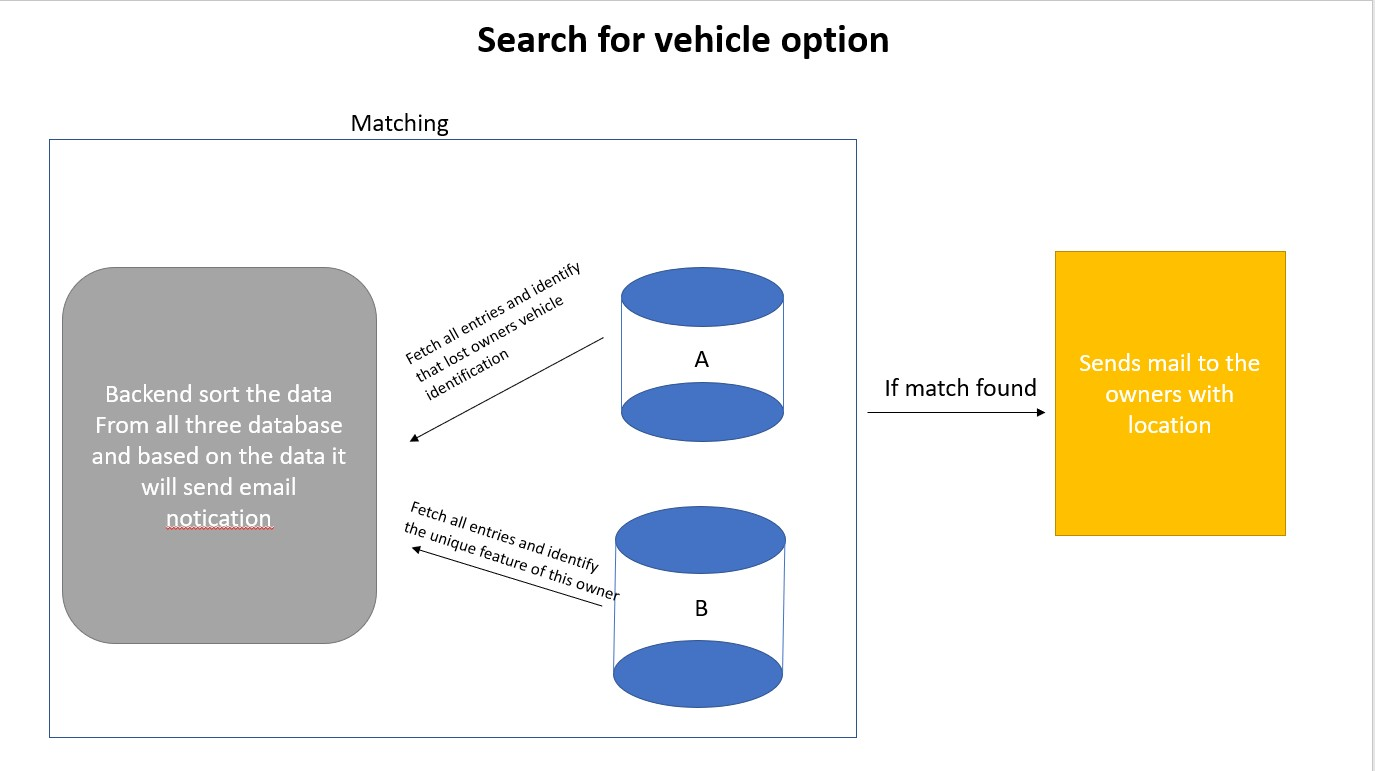 Search for vehicle option
Matching
Fetch all entries and identify
that lost owners vehicle
identification
A
Backend sort the data
From all three database
and based on the data it
will send email
notication
Fetch all entries and identify
the unique feature of this owner
B
If match found
Sends mail to the
owners with
location